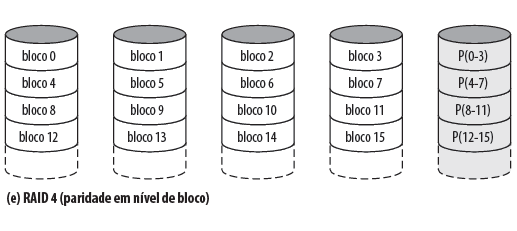 bloco 0 bloco 1 bloco 2 bloco 3 P(0-3)
bloco 4 bloco 5 bloco 6 bloco 7 P(4-7)
bloco 8 bloco 9 bloco 10 bloco 11 P(8-11)
bloco 12 bloco 13 bloco 14 bloco 15 P(12-15)
(e) RAID 4 (paridade em nível de bloco)